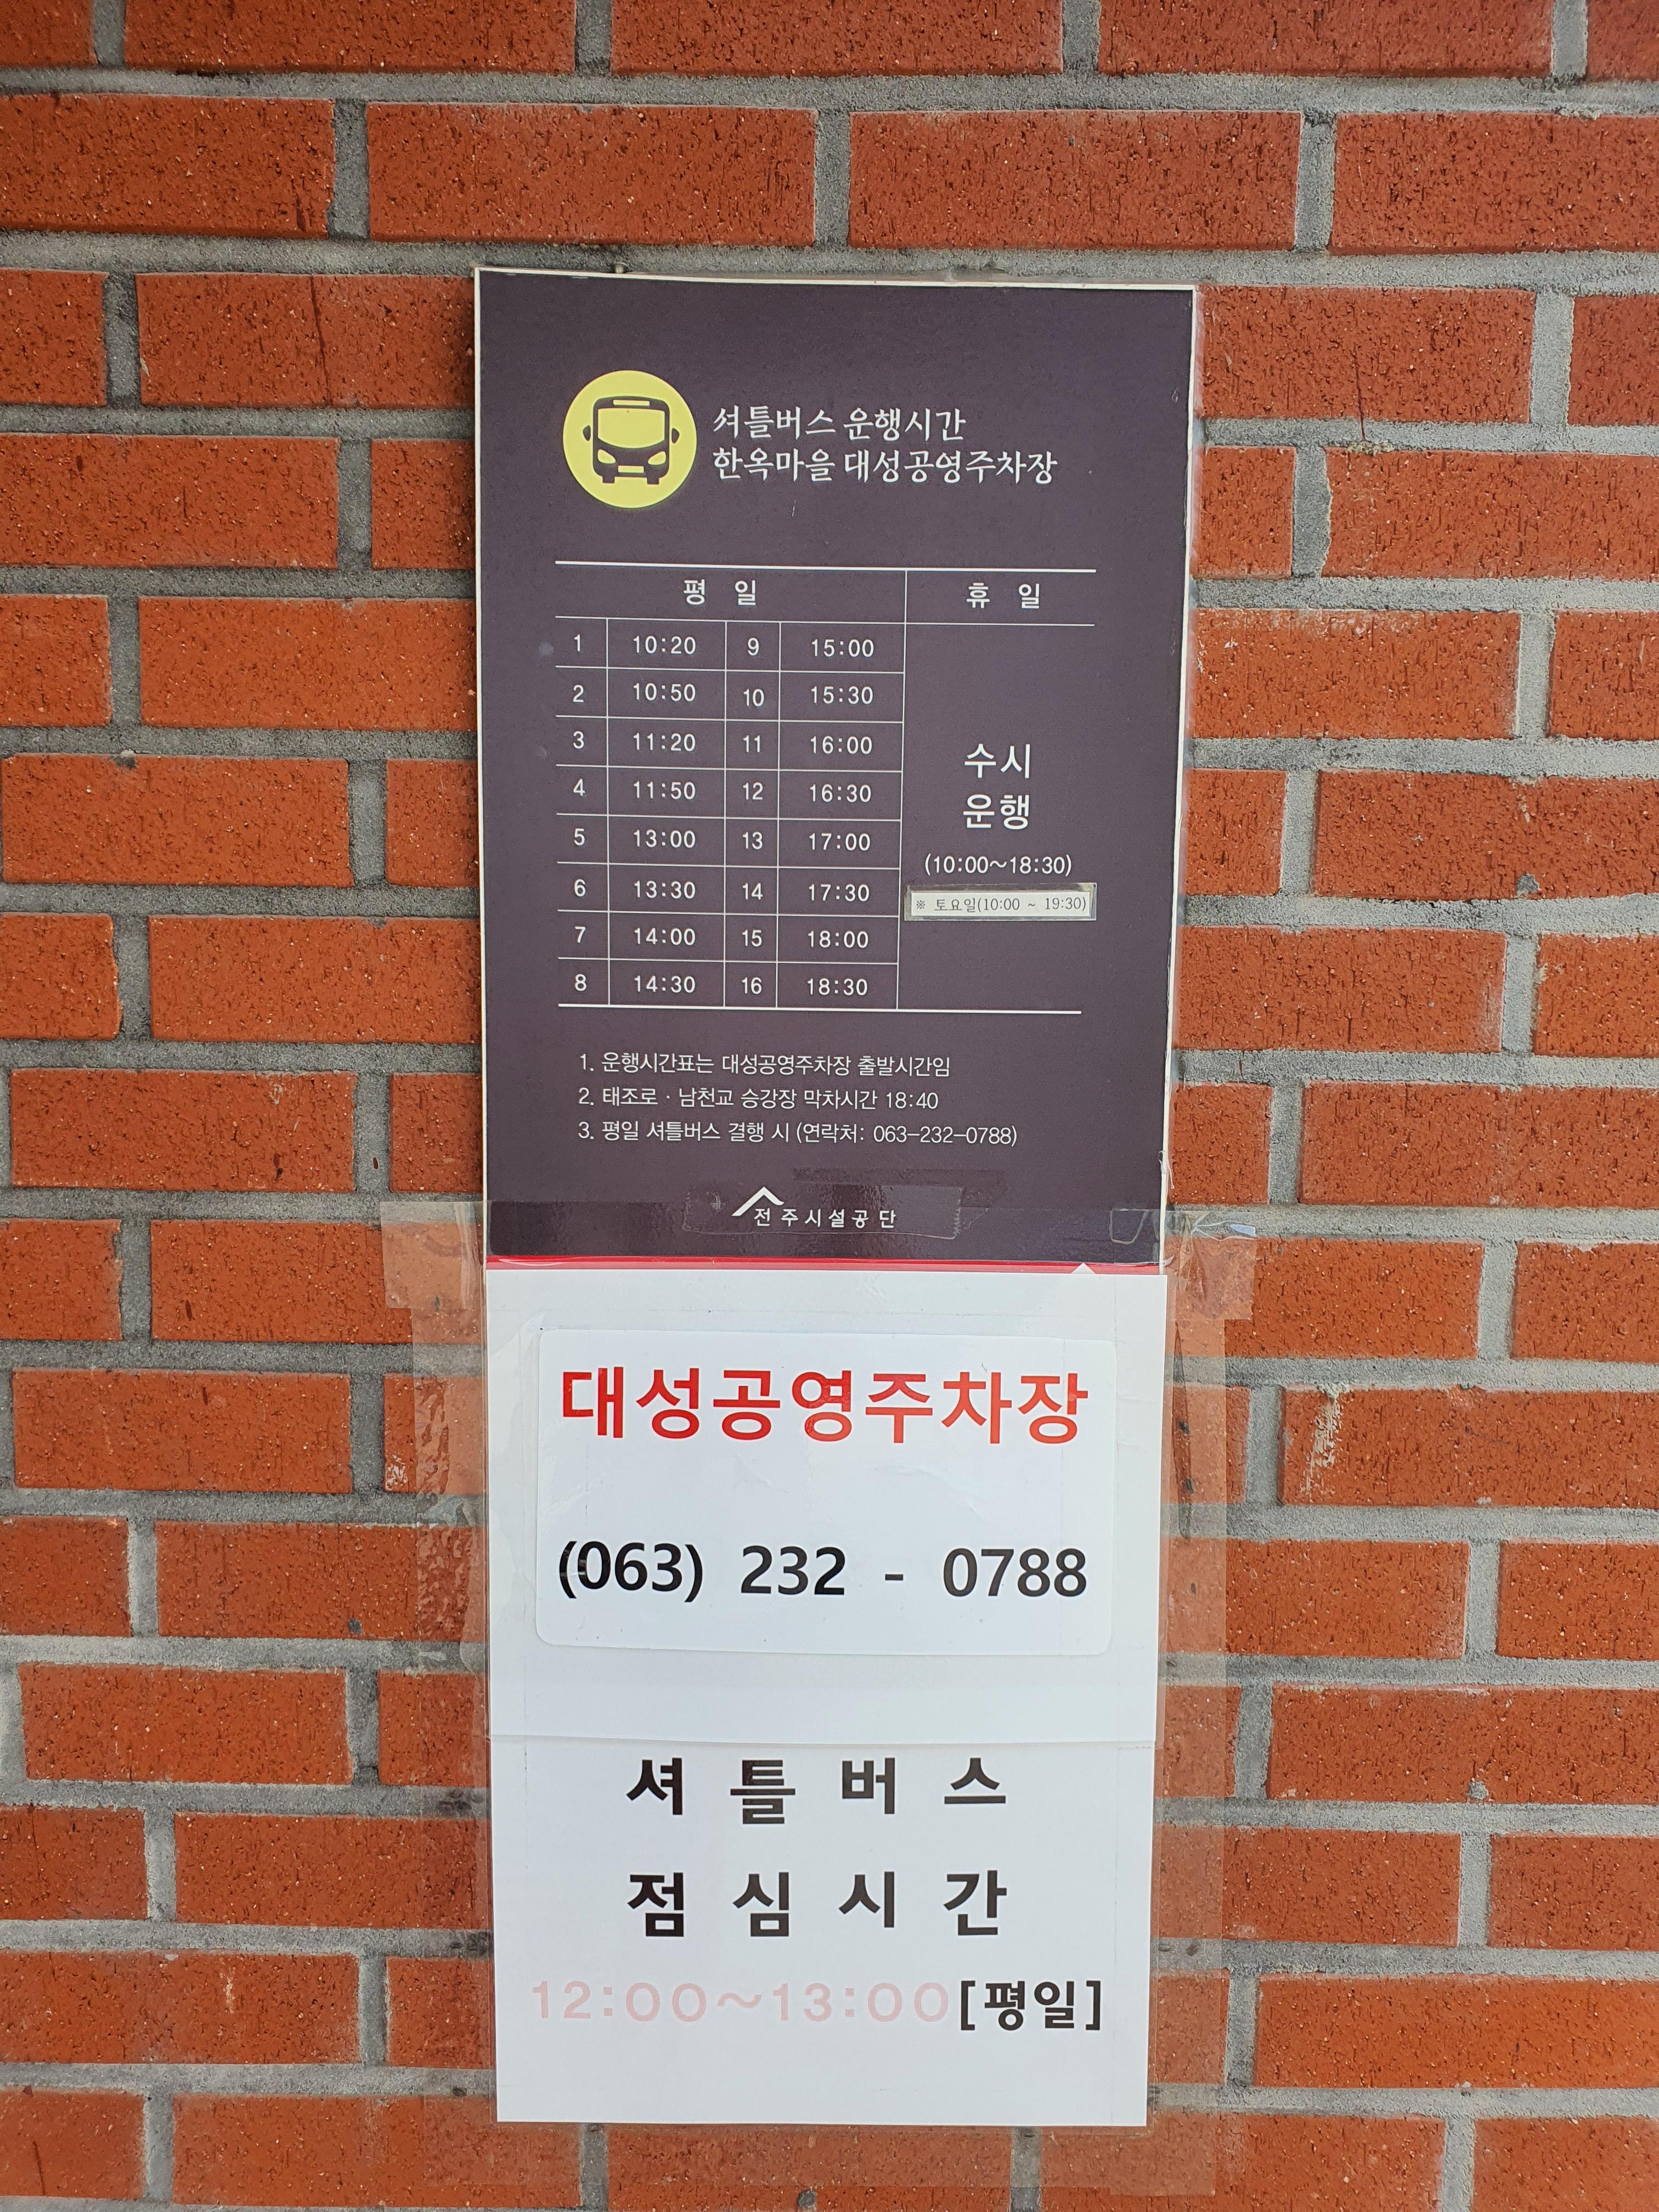 셔틀버스 운행시간
한옥마을 대성공영주차장
평 일 휴 일
1 10:20 9 15:00
2 10:50 10 15:30
3 11:20 11 16:00
4 11:50 12 16:30
5 13:00 13 17:00
6 13:30 14 17:30
7 14:00 15 18:00
8 14:30 16 18:30
수시
운행
(10:00~18:30)
※ 토요일(10:00 ~ 19:30)
1. 운행시간표는 대성공영주차장 출발시간임
2. 태조로 · 남천교 승강장 막차시간 18:40
3. 평일 셔틀버스 결행 시 (연락처: 063-232-0788)
전주시설공단
대성공영주차장
(063) 232 - 0788
셔 틀 버 스
점 심 시 간
12:00~13:00[평일]